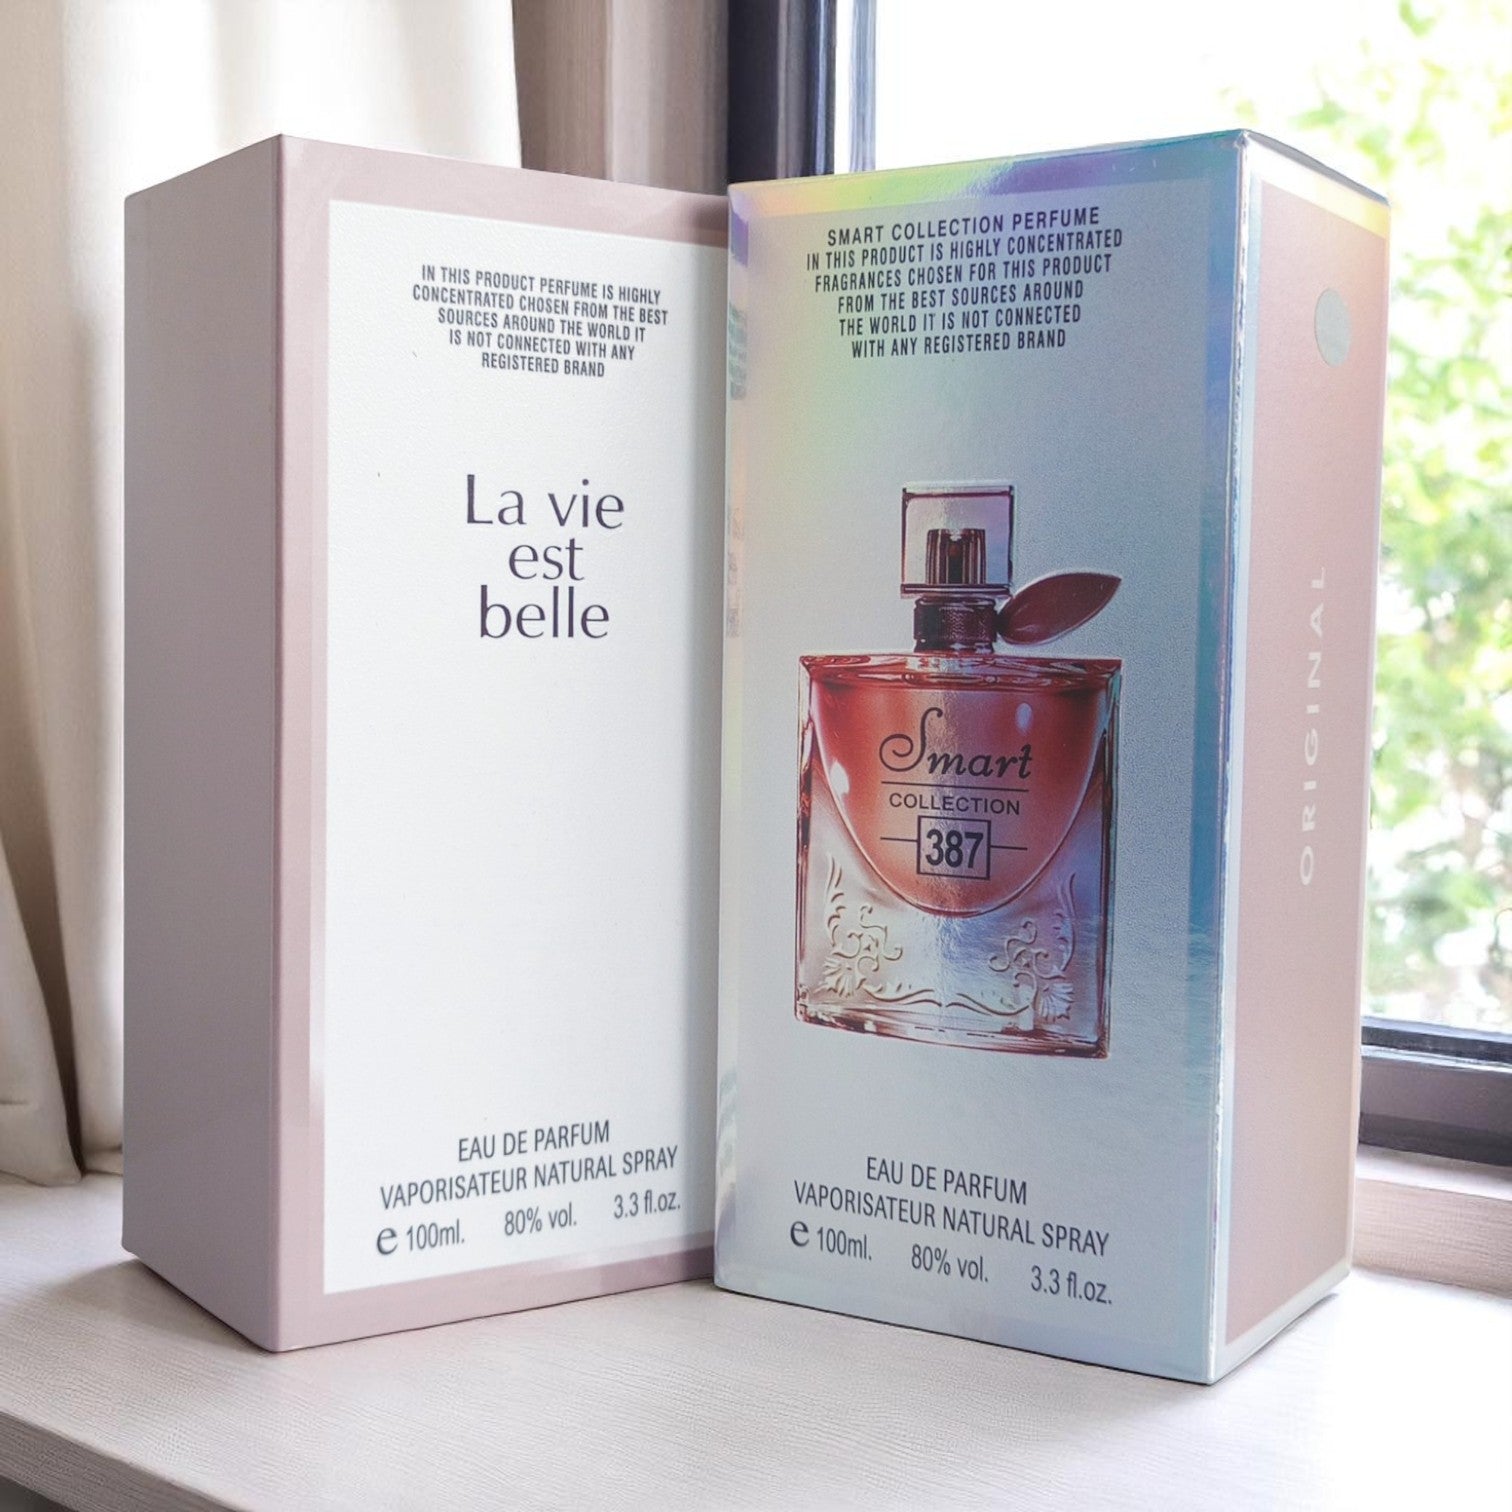 IN THIS PRODUCT PERFUME IS HIGHLY
CONCENTRATED CHOSEN FROM THE BEST
SOURCES AROUND THE WORLD IT
IS NOT CONNECTED WITH ANY
REGISTERED BRAND
La vie
est
belle
EAU DE PARFUM
VAPORISATEUR NATURAL SPRAY
e 100ml. 80% vol. 3.3 fl.oz.
SMART COLLECTION PERFUME
IN THIS PRODUCT IS HIGHLY CONCENTRATED
FRAGRANCES CHOSEN FOR THIS PRODUCT
FROM THE BEST SOURCES AROUND
THE WORLD IT IS NOT CONNECTED
WITH ANY REGISTERED BRAND
Smart
COLLECTION
387
EAU DE PARFUM
VAPORISATEUR NATURAL SPRAY
e 100ml. 80% vol. 3.3 fl.oz.
ORIGINAL